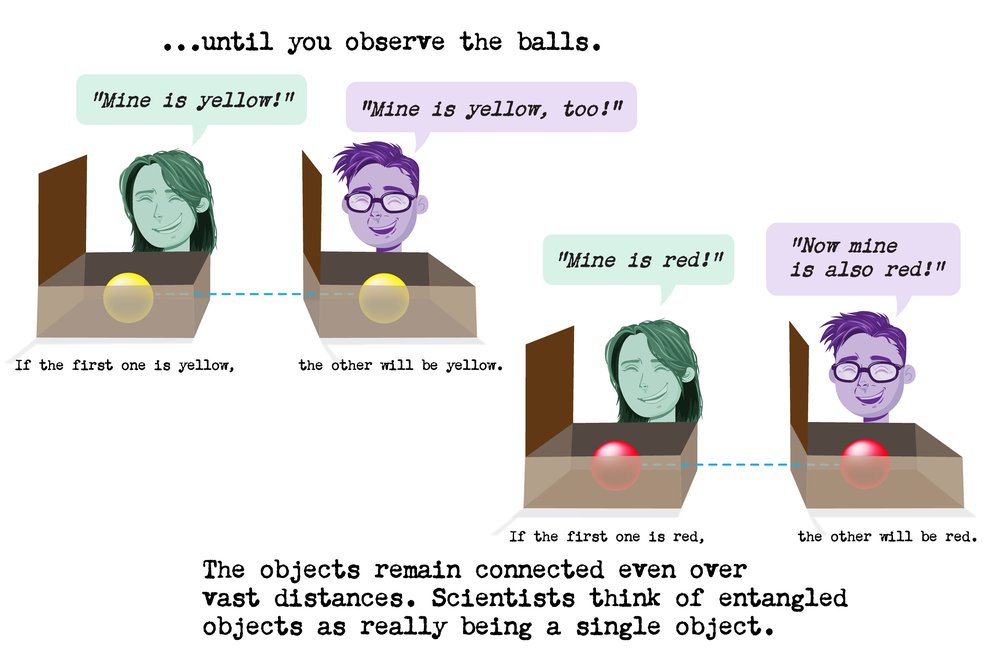 ...until you observe the balls.
"Mine is yellow!"
"Mine is yellow, too!"
If the first one is yellow,
the other will be yellow.
"Mine is red!"
"Now mine
is also red!"
If the first one is red,
the other will be red.
The objects remain connected even over
vast distances. Scientists think of entangled
objects as really being a single object.